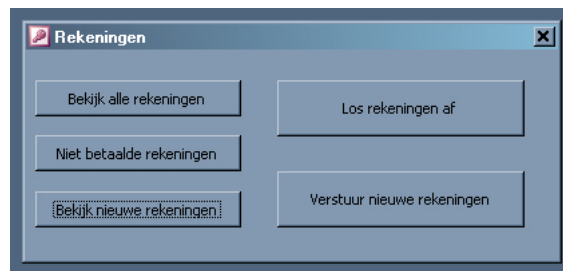 Rekeningen
Bekijk alle rekeningen
Niet betaalde rekeningen
Bekijk nieuwe rekeningen
Los rekeningen af
Verstuur nieuwe rekeningen